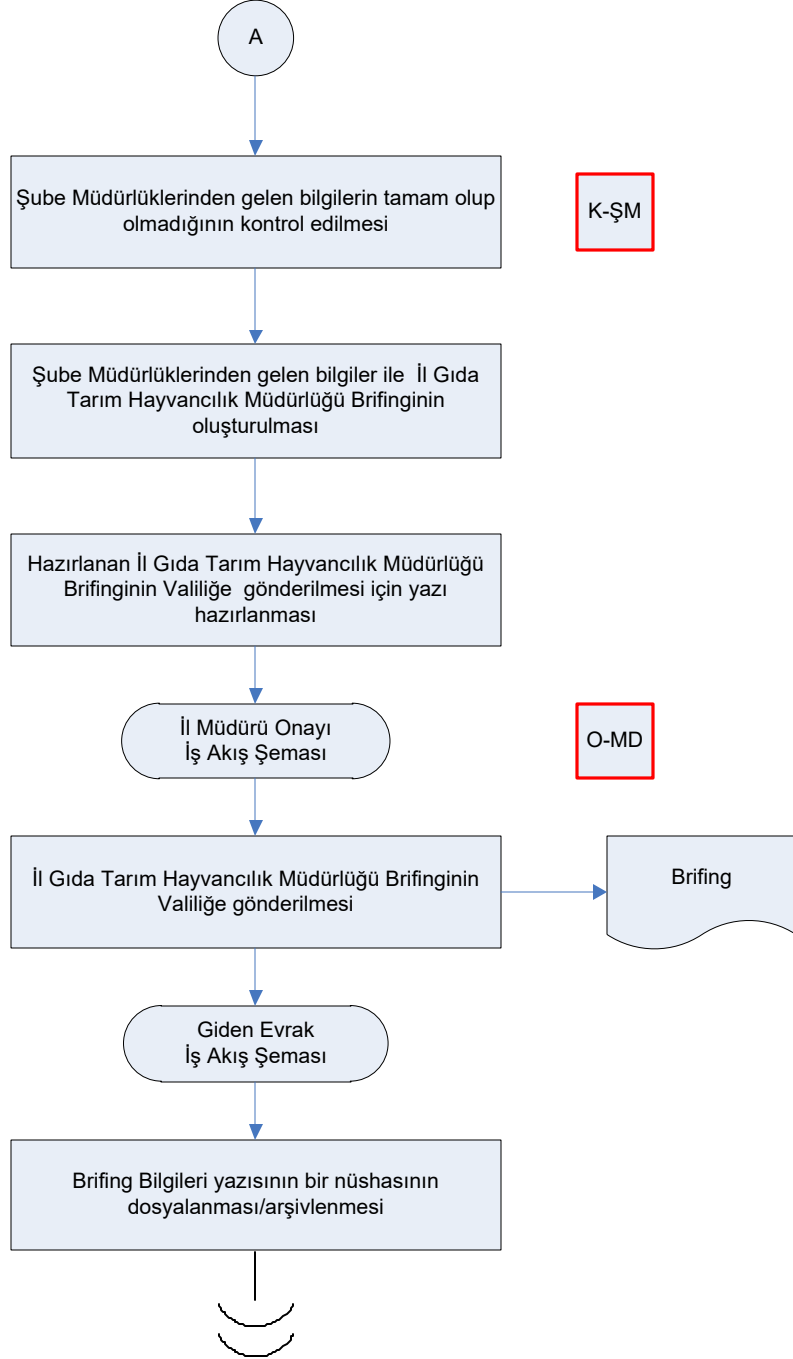 A
Şube Müdürlüklerinden gelen bilgilerin tamam olup
olmadığının kontrol edilmesi
K-ŞM
Şube Müdürlüklerinden gelen bilgiler ile İl Gıda
Tarım Hayvancılık Müdürlüğü Brifinginin
oluşturulması
Hazırlanan İl Gıda Tarım Hayvancılık Müdürlüğü
Brifinginin Valiliğe gönderilmesi için yazı
hazırlanması
İl Müdürü Onayı
İş Akış Şeması
O-MD
İl Gıda Tarım Hayvancılık Müdürlüğü Brifinginin
Valiliğe gönderilmesi
Brifing
Giden Evrak
İş Akış Şeması
Brifing Bilgileri yazısının bir nüshasının
dosyalanması/arşivlenmesi